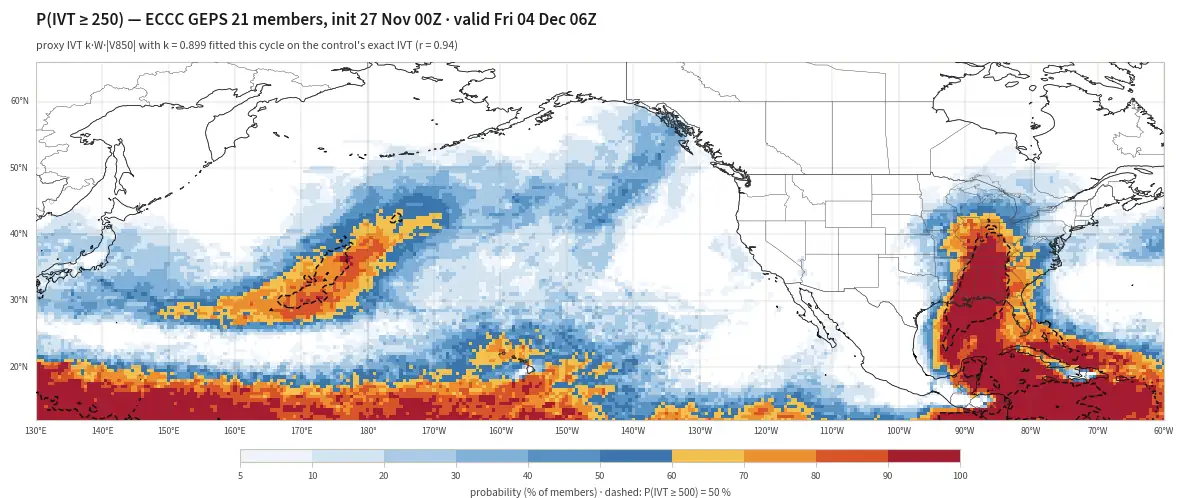 P(IVT ≥ 250) — ECCC GEPS 21 members, init 27 Nov 00Z · valid Fri 04 Dec 06Z
proxy IVT k·W·|V850| with k = 0.899 fitted this cycle on the control's exact IVT (r = 0.94)
60°N
50°N
40°N
30°N
20°N
130°E 140°E 150°E 160°E 170°E 180° 170°W 160°W 150°W 140°W 130°W 120°W 110°W 100°W 90°W 80°W 70°W 60°W
5 10 20 30 40 50 60 70 80 90 100
probability (% of members) · dashed: P(IVT ≥ 500) = 50 %